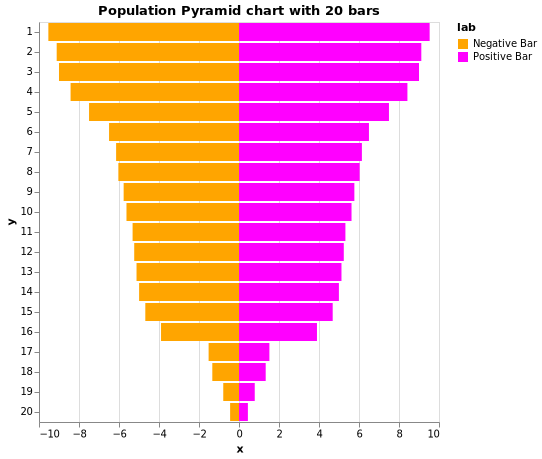 Population Pyramid chart with 20 bars
lab
Negative Bar
Positive Bar
y
1
2
3
4
5
6
7
8
9
10
11
12
13
14
15
16
17
18
19
20
−10 −8 −6 −4 −2 0 2 4 6 8 10
x